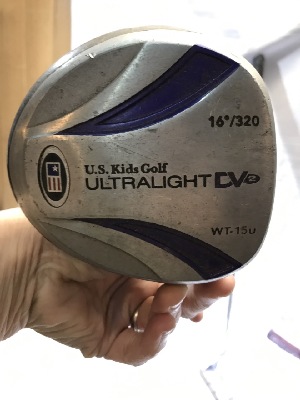 16°/320
U.S. Kids Golf
ULTRALIGHT DV2
WT-15u